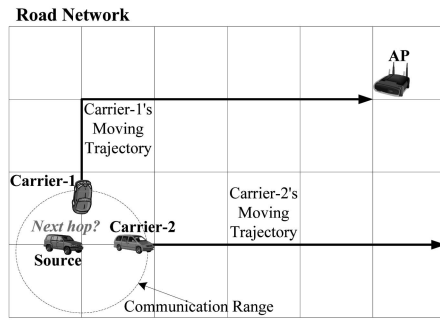 Road Network
AP
Carrier-1's
Moving
Trajectory
Carrier-1
Carrier-2's
Moving
Trajectory
Next hop?
Carrier-2
Source
Communication Range